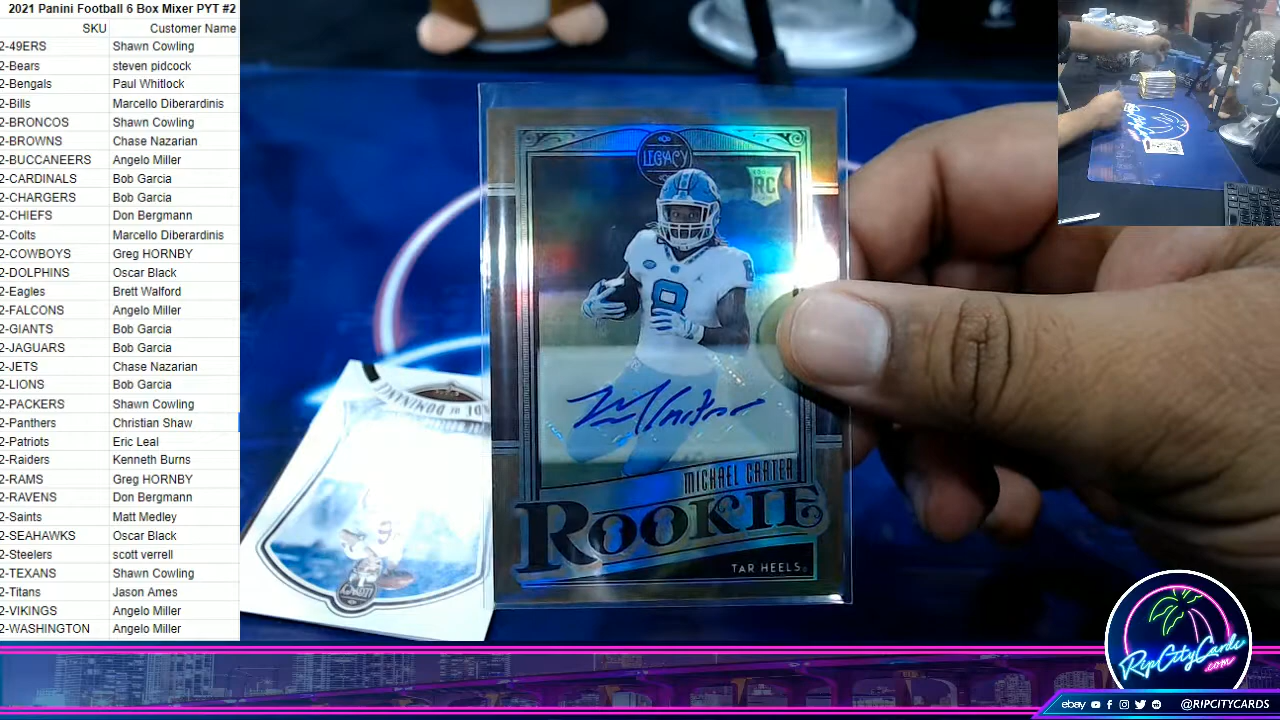 2021 Panini Football 6 Box Mixer PYT #2
SKU Customer Name
2-49ERS Shawn Cowling
2-Bears steven pidcock
2-Bengals Paul Whitlock
2-Bills Marcello Diberardinis
2-BRONCOS Shawn Cowling
2-BROWNS Chase Nazarian
2-BUCCANEERS Angelo Miller
2-CARDINALS Bob Garcia
2-CHARGERS Bob Garcia
2-CHIEFS Don Bergmann
2-Colts Marcello Diberardinis
2-COWBOYS Greg HORNBY
2-DOLPHINS Oscar Black
2-Eagles Brett Walford
2-FALCONS Angelo Miller
2-GIANTS Bob Garcia
2-JAGUARS Bob Garcia
2-JETS Chase Nazarian
2-LIONS Bob Garcia
2-PACKERS Shawn Cowling
2-Panthers Christian Shaw
2-Patriots Eric Leal
2-Raiders Kenneth Burns
2-RAMS Greg HORNBY
2-RAVENS Don Bergmann
2-Saints Matt Medley
2-SEAHAWKS Oscar Black
2-Steelers scott verrell
2-TEXANS Shawn Cowling
2-Titans Jason Ames
2-VIKINGS Angelo Miller
2-WASHINGTON Angelo Miller
LEGACY
RC
8
MICHAEL CARTER
ROOKIE
TAR HEELS
RipCityCards
.com
ebay @RIPCITYCARDS